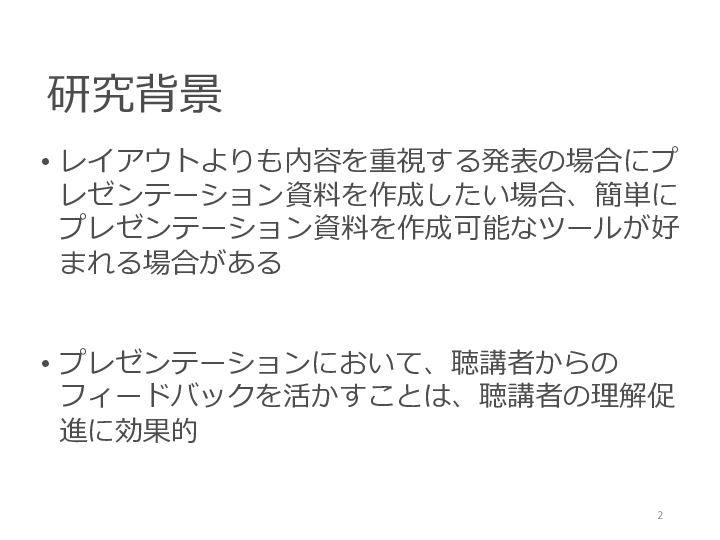 研究背景
• レイアウトよりも内容を重視する発表の場合にプ
レゼンテーション資料を作成したい場合、簡単に
プレゼンテーション資料を作成可能なツールが好
まれる場合がある
• プレゼンテーションにおいて、聴講者からの
フィードバックを活かすことは、聴講者の理解促
進に効果的
2